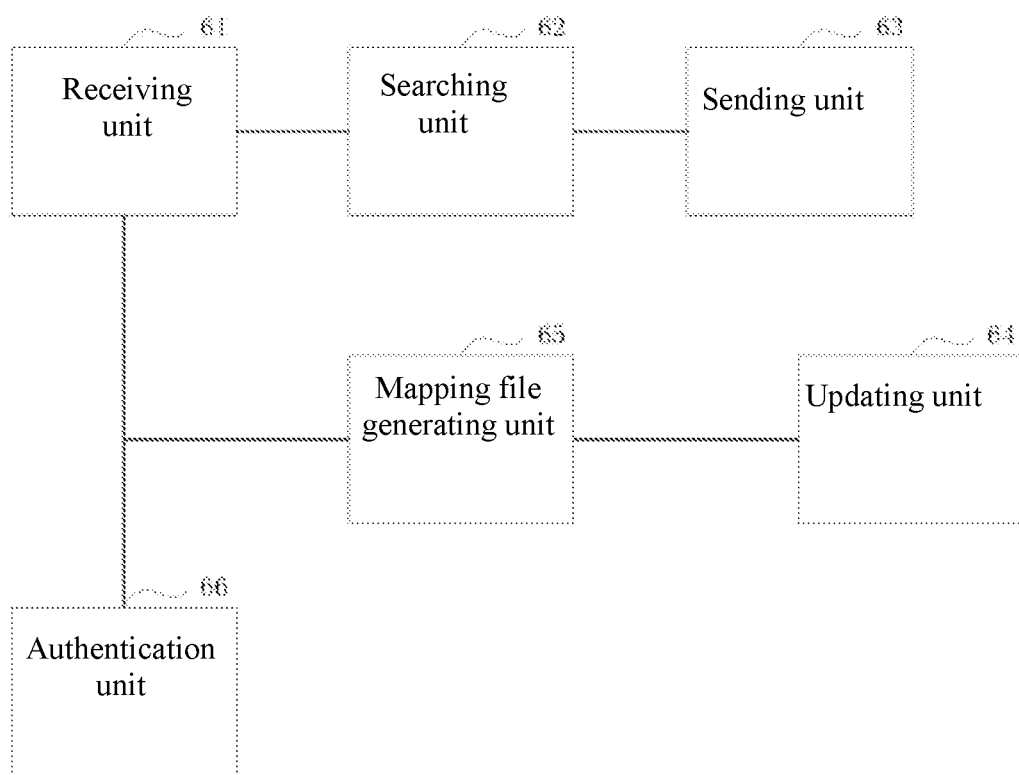 61
62
63
Receiving
unit
Searching
unit
Sending unit
65
64
Mapping file
generating unit
Updating unit
66
Authentication
unit